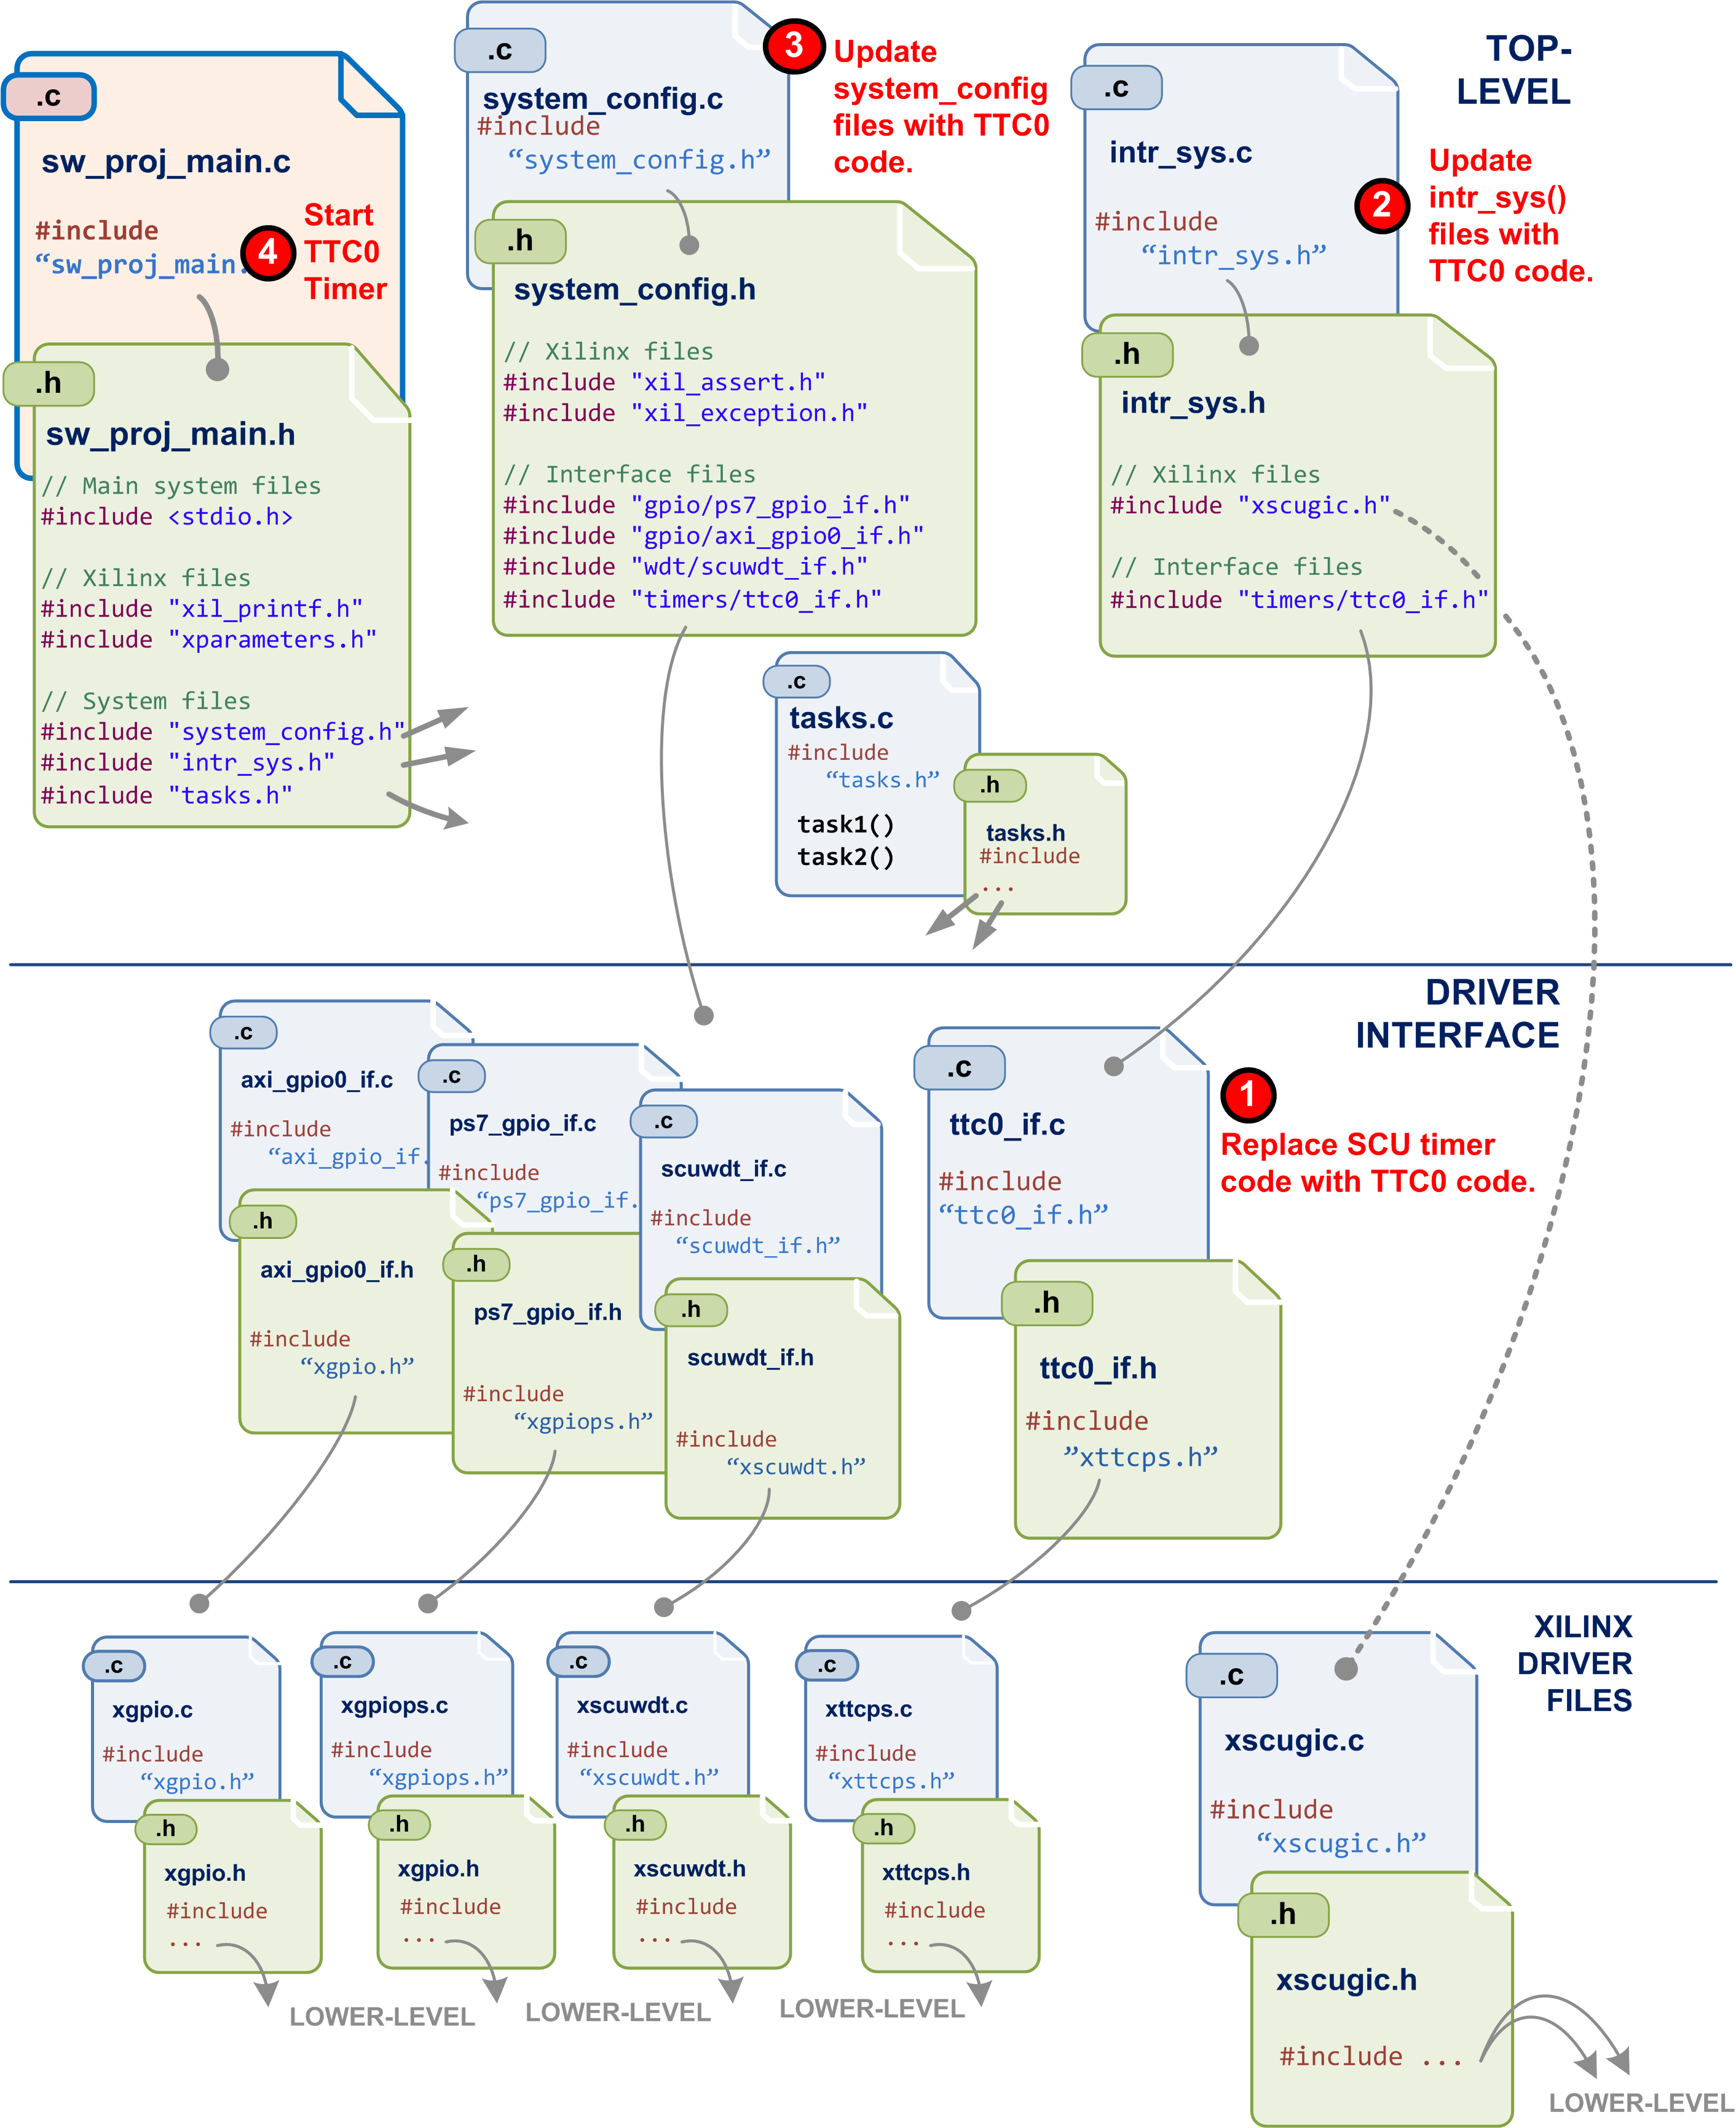 TOP-
LEVEL
.c
sw_proj_main.c
#include
“sw_proj_main.
4
Start
TTC0
Timer
.h
sw_proj_main.h
// Main system files
#include <stdio.h>
// Xilinx files
#include "xil_printf.h"
#include "xparameters.h"
// System files
#include "system_config.h"
#include "intr_sys.h"
#include "tasks.h"
.c
system_config.c
#include
“system_config.h”
3
Update
system_config
files with TTC0
code.
.h
system_config.h
// Xilinx files
#include "xil_assert.h"
#include "xil_exception.h"
// Interface files
#include "gpio/ps7_gpio_if.h"
#include "gpio/axi_gpio0_if.h"
#include "wdt/scuwdt_if.h"
#include "timers/ttc0_if.h"
.c
intr_sys.c
#include
“intr_sys.h”
2
Update
intr_sys()
files with
TTC0 code.
.h
intr_sys.h
// Xilinx files
#include "xscugic.h"
// Interface files
#include "timers/ttc0_if.h"
.c
tasks.c
#include
“tasks.h”
task1()
task2()
.h
tasks.h
#include
...
DRIVER
INTERFACE
.c
axi_gpio0_if.c
#include
“axi_gpio_if.
.h
axi_gpio0_if.h
#include
“xgpio.h”
.c
ps7_gpio_if.c
#include
“ps7_gpio_if.
.h
ps7_gpio_if.h
#include
“xgpiops.h”
.c
scuwdt_if.c
#include
“scuwdt_if.h”
.h
scuwdt_if.h
#include
“xscuwdt.h”
.c
ttc0_if.c
#include
“ttc0_if.h”
1
Replace SCU timer
code with TTC0 code.
.h
ttc0_if.h
#include
”xttcps.h”
XILINX
DRIVER
FILES
.c
xgpio.c
#include
“xgpio.h”
.h
xgpio.h
#include
...
LOWER-LEVEL
.c
xgpiops.c
#include
“xgpiops.h”
.h
xgpio.h
#include
...
LOWER-LEVEL
.c
xscuwdt.c
#include
“xscuwdt.h”
.h
xscuwdt.h
#include
...
LOWER-LEVEL
.c
xttcps.c
#include
“xttcps.h”
.h
xttcps.h
#include
...
.c
xscugic.c
#include
“xscugic.h”
.h
xscugic.h
#include ...
LOWER-LEVEL